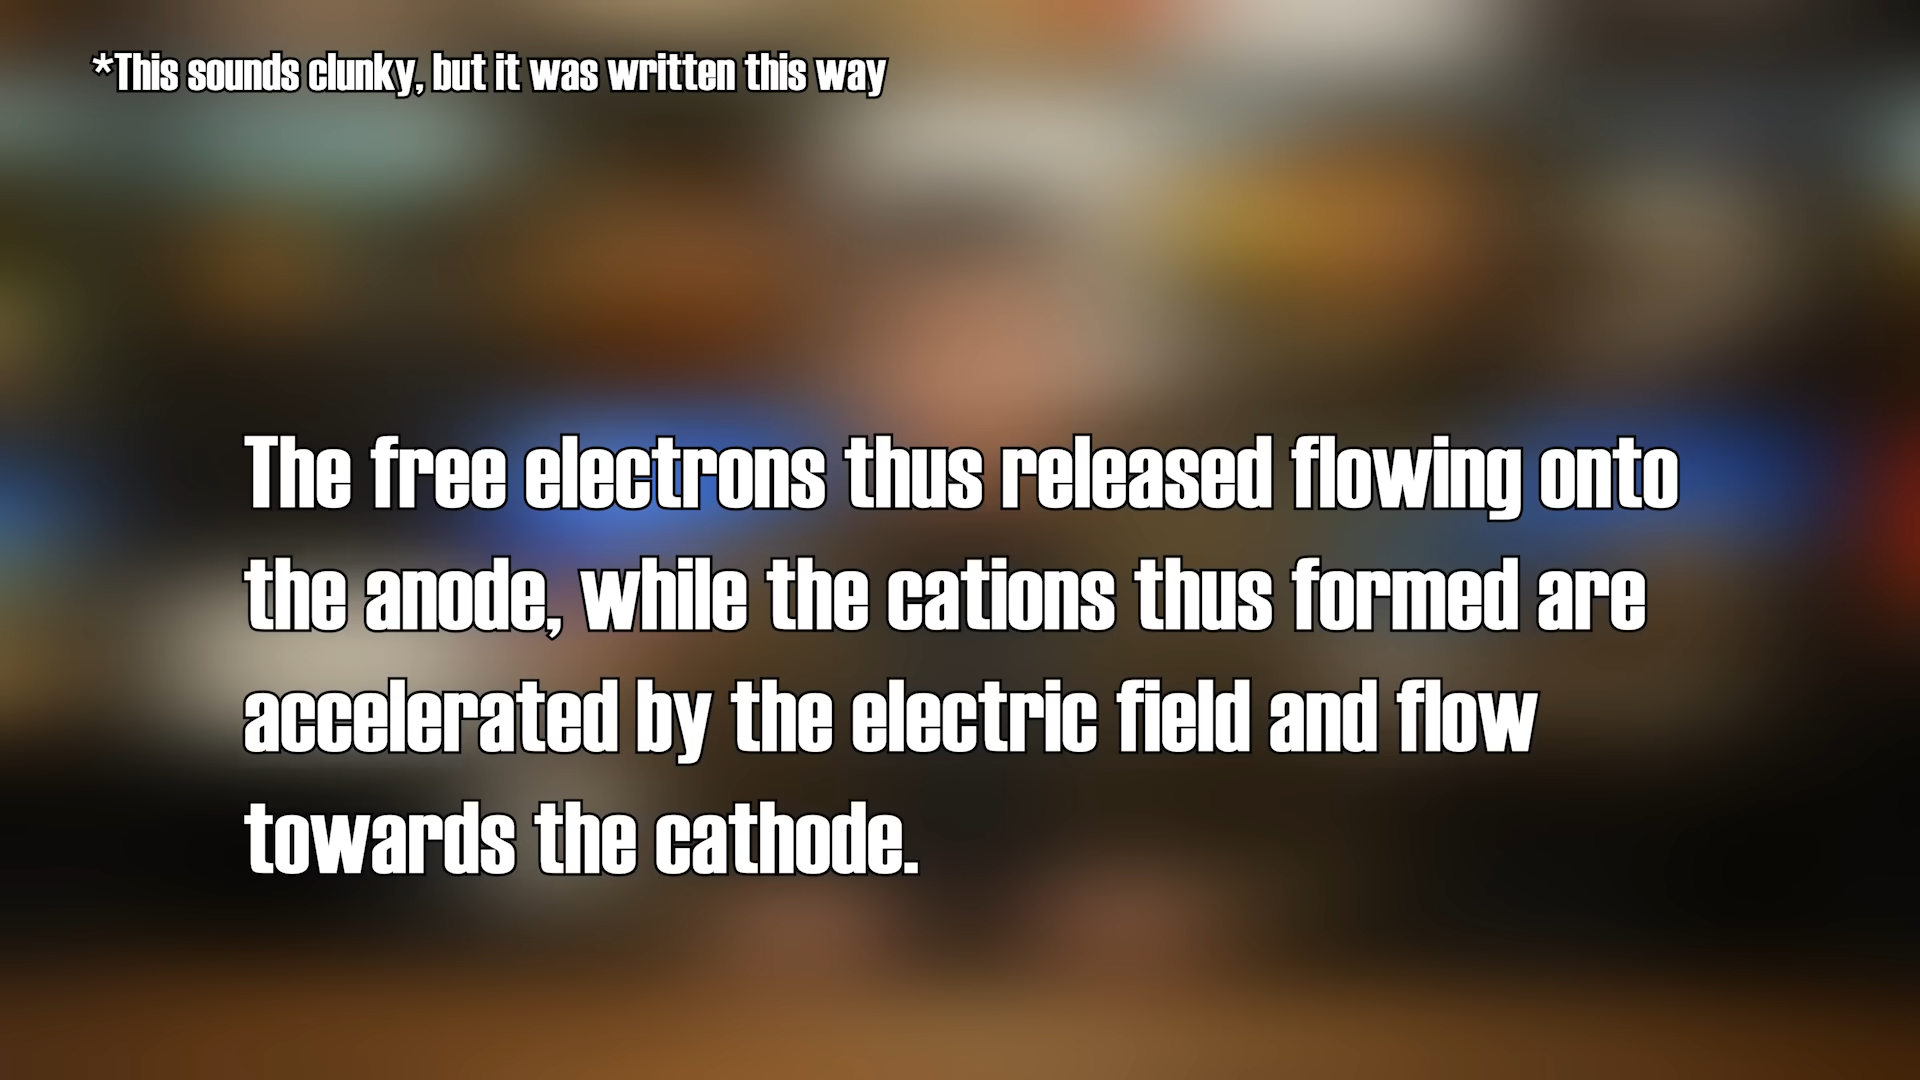 *This sounds clunky, but it was written this way
The free electrons thus released flowing onto
the anode, while the cations thus formed are
accelerated by the electric field and flow
towards the cathode.